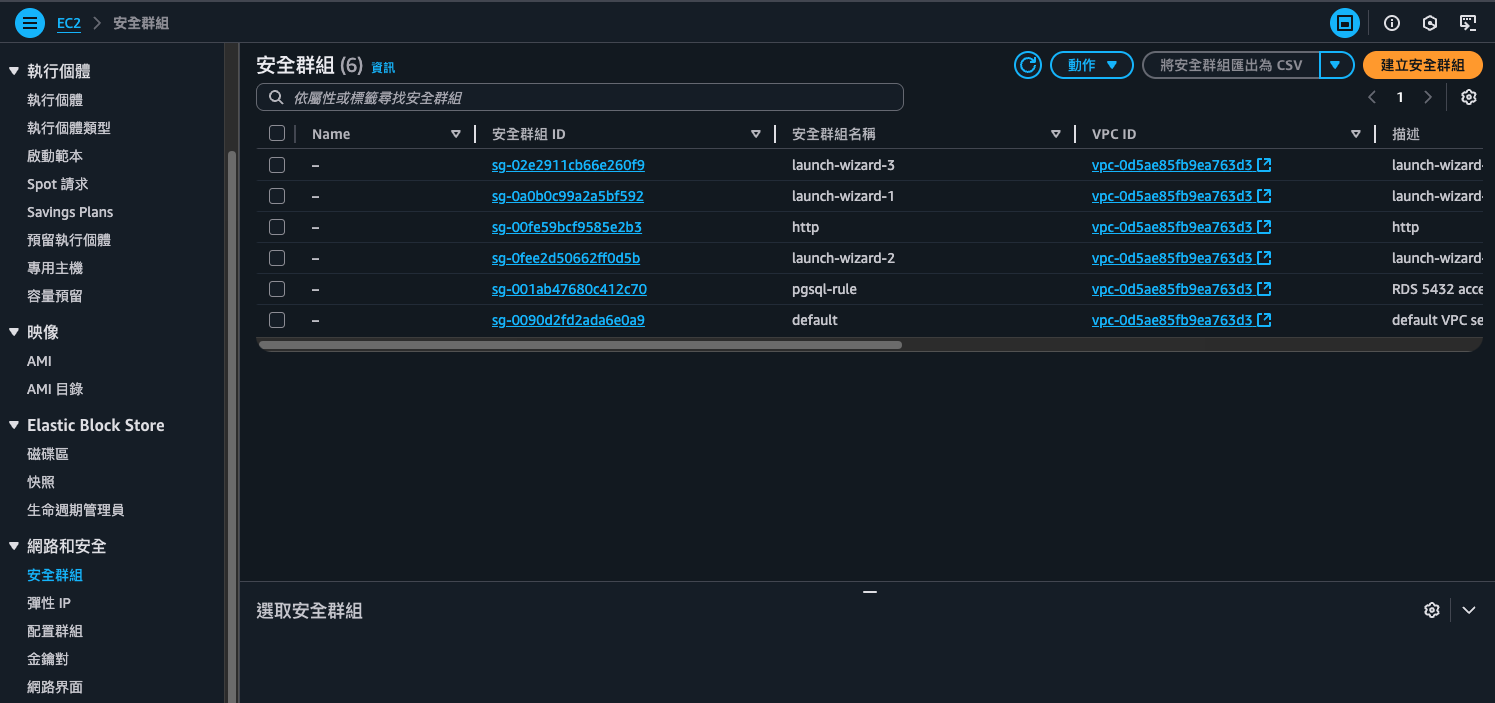 EC2 > 安全群組
執行個體
執行個體
執行個體類型
啟動範本
Spot 請求
Savings Plans
預留執行個體
專用主機
容量預留
映像
AMI
AMI 目錄
Elastic Block Store
磁碟區
快照
生命週期管理員
網路和安全
安全群組
彈性 IP
配置群組
金鑰對
網路界面
安全群組 (6) 資訊
動作
將安全群組匯出為 CSV
建立安全群組
依屬性或標籤尋找安全群組
1
Name 安全群組 ID 安全群組名稱 VPC ID 描述
– sg-02e2911cb66e260f9 launch-wizard-3 vpc-0d5ae85fb9ea763d3 launch-wizard-
– sg-0a0b0c99a2a5bf592 launch-wizard-1 vpc-0d5ae85fb9ea763d3 launch-wizard-
– sg-00fe59bcf9585e2b3 http vpc-0d5ae85fb9ea763d3 http
– sg-0fee2d50662ff0d5b launch-wizard-2 vpc-0d5ae85fb9ea763d3 launch-wizard-
– sg-001ab47680c412c70 pgsql-rule vpc-0d5ae85fb9ea763d3 RDS 5432 acce
– sg-0090d2fd2ada6e0a9 default vpc-0d5ae85fb9ea763d3 default VPC se
選取安全群組